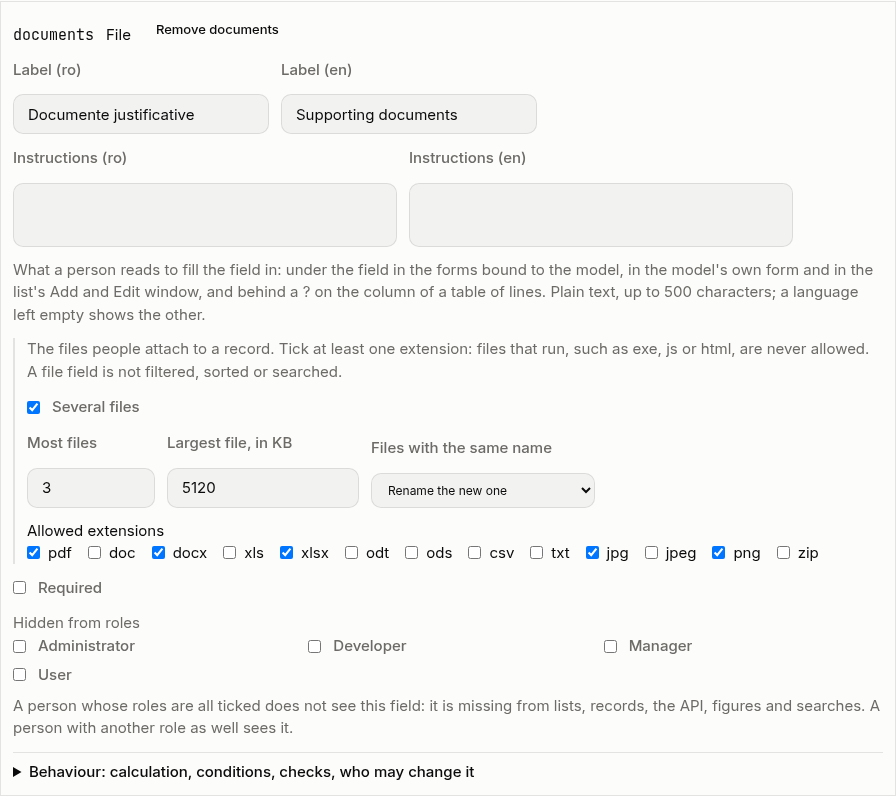 documents File Remove documents
Label (ro) Label (en)
Documente justificative Supporting documents
Instructions (ro) Instructions (en)
What a person reads to fill the field in: under the field in the forms bound to the model, in the model's own form and in the
list's Add and Edit window, and behind a ? on the column of a table of lines. Plain text, up to 500 characters; a language
left empty shows the other.
The files people attach to a record. Tick at least one extension: files that run, such as exe, js or html, are never allowed.
A file field is not filtered, sorted or searched.
Several files
Most files Largest file, in KB Files with the same name
3 5120 Rename the new one
Allowed extensions
pdf doc docx xls xlsx odt ods csv txt jpg jpeg png zip
Required
Hidden from roles
Administrator Developer Manager
User
A person whose roles are all ticked does not see this field: it is missing from lists, records, the API, figures and searches. A
person with another role as well sees it.
Behaviour: calculation, conditions, checks, who may change it